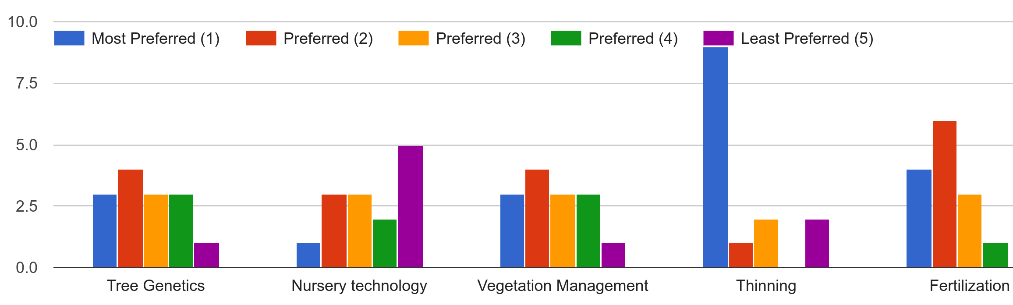 10.0
Most Preferred (1) Preferred (2) Preferred (3) Preferred (4) Least Preferred (5)
7.5
5.0
2.5
0.0
Tree Genetics Nursery technology Vegetation Management Thinning Fertilization